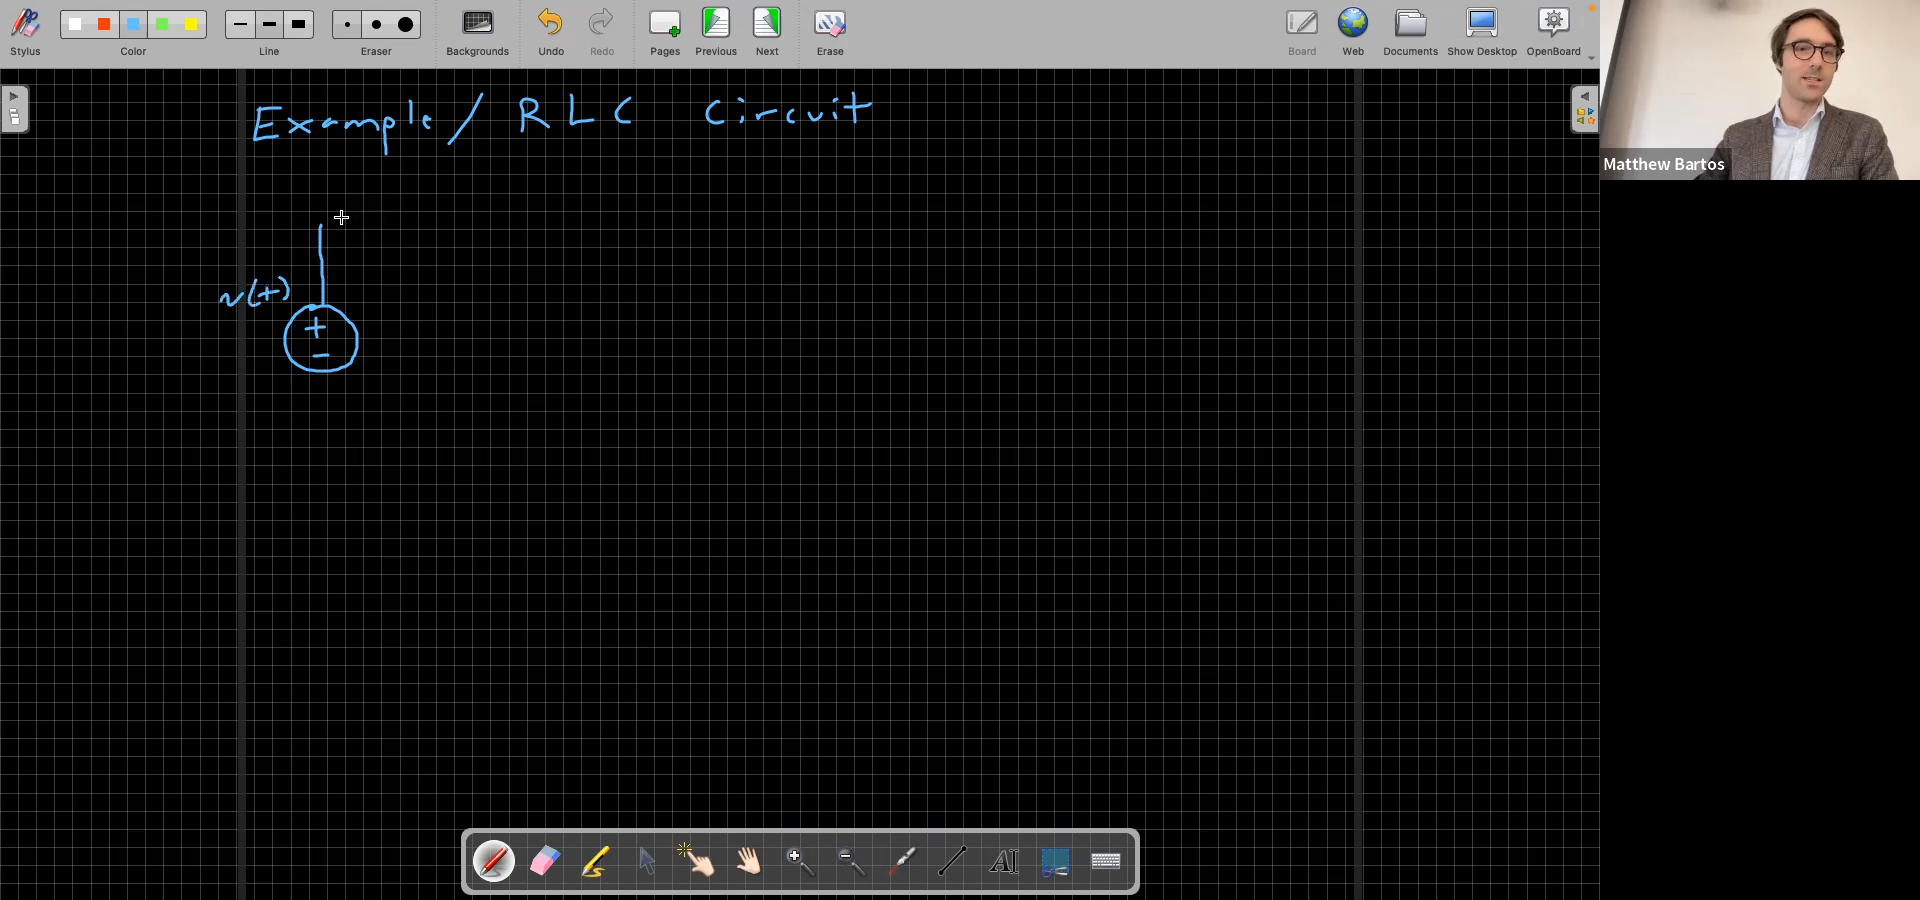 Stylus Color Line Eraser Backgrounds Undo Redo Pages Previous Next Erase Board Web Documents Show Desktop OpenBoard
Matthew Bartos
Example/ RLC Circuit
v(t)
+
−
AI